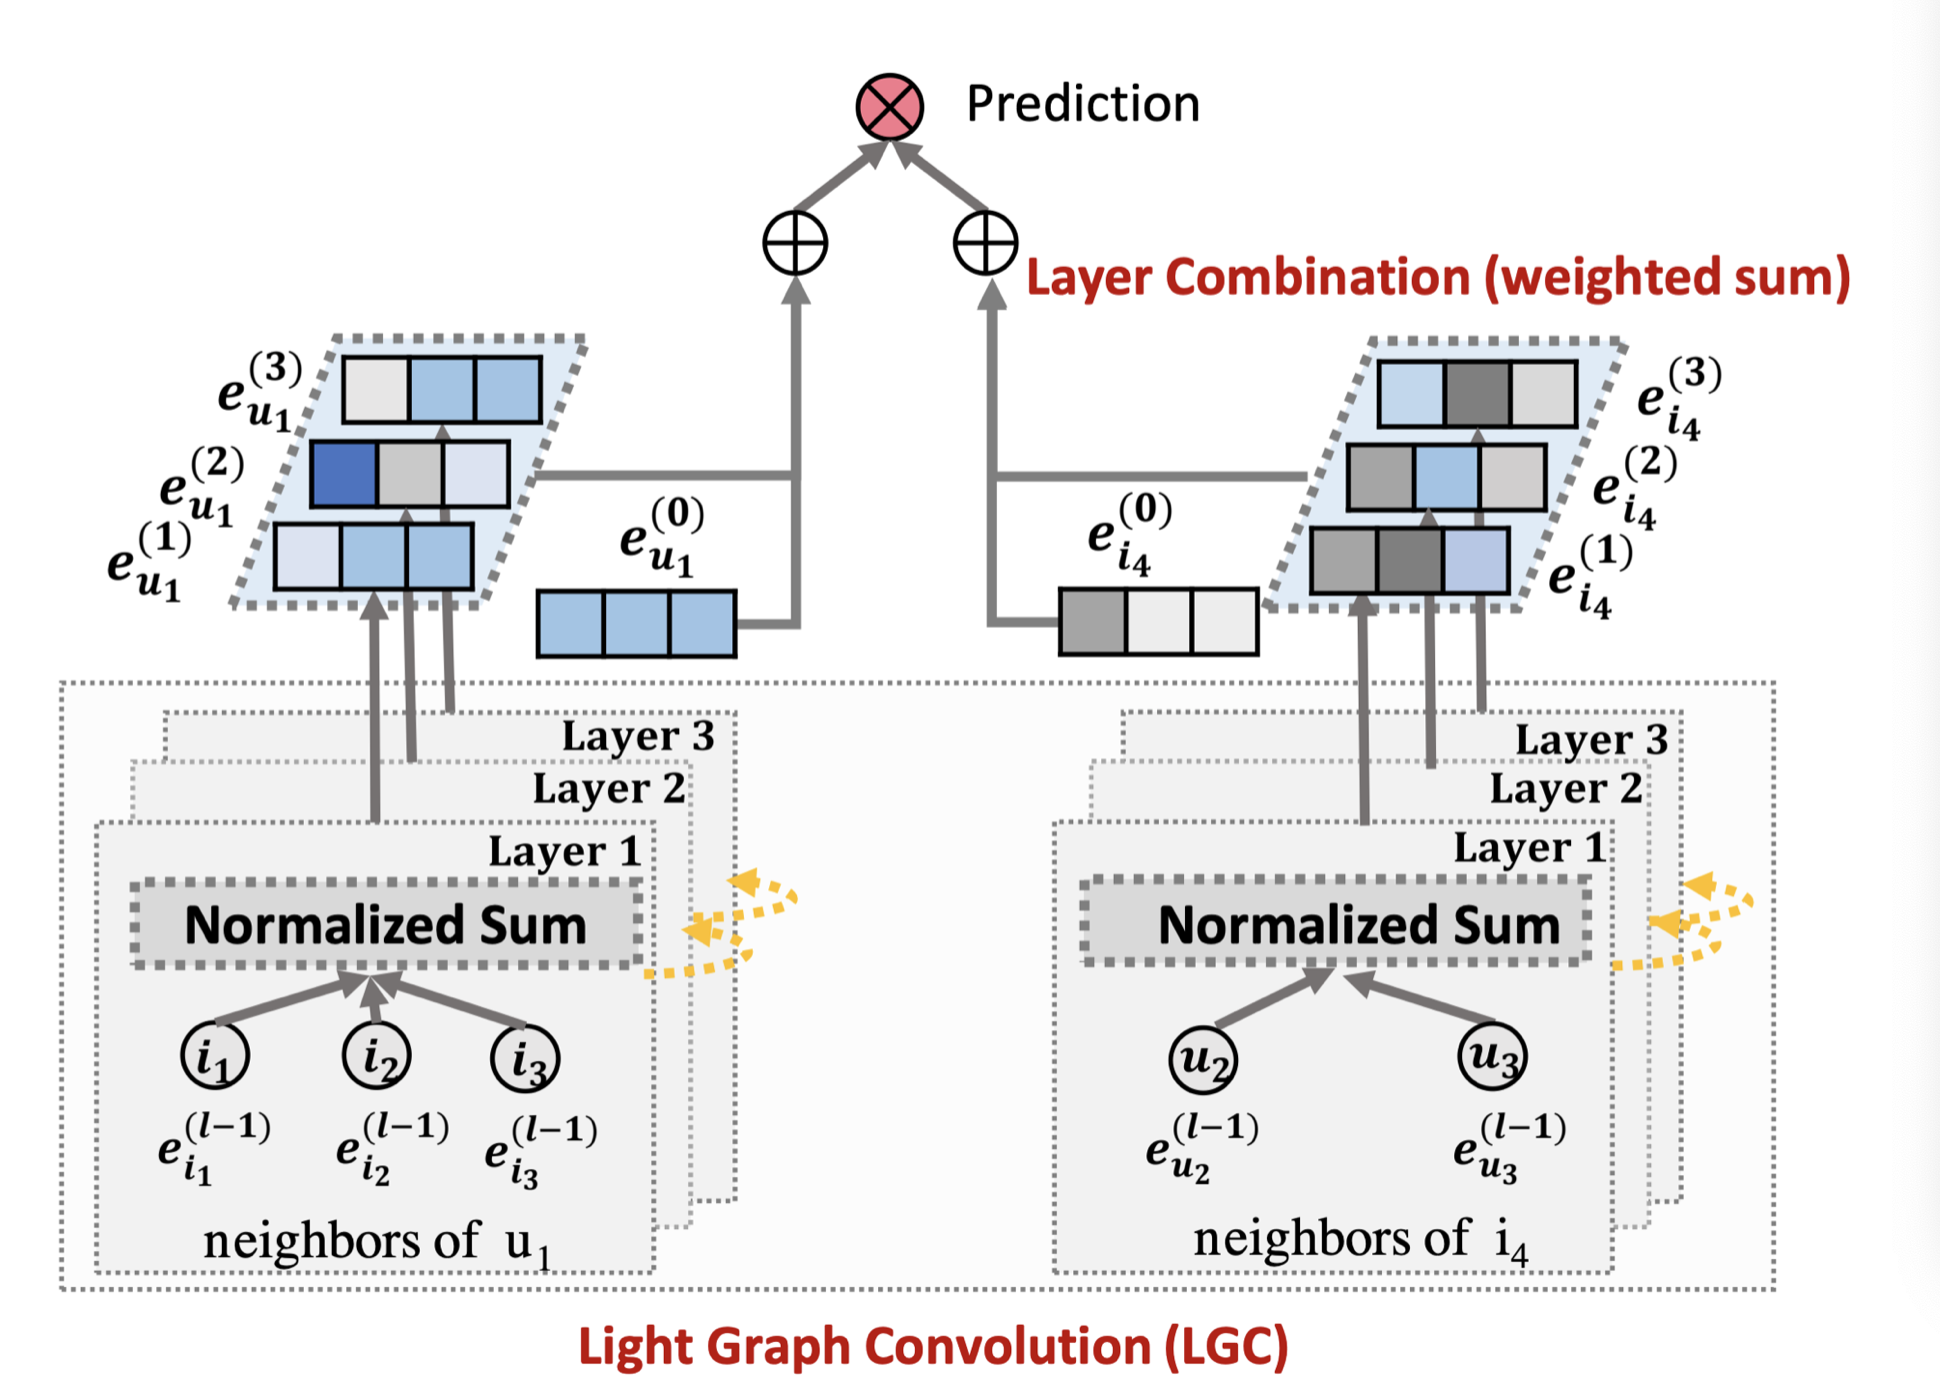 Prediction
Layer Combination (weighted sum)
e_{u_1}^{(3)}
e_{u_1}^{(2)}
e_{u_1}^{(1)}
e_{u_1}^{(0)}
e_{i_4}^{(0)}
e_{i_4}^{(3)}
e_{i_4}^{(2)}
e_{i_4}^{(1)}
Layer 3
Layer 2
Layer 1
Normalized Sum
i_1 i_2 i_3
e_{i_1}^{(l-1)} e_{i_2}^{(l-1)} e_{i_3}^{(l-1)}
neighbors of u_1
Layer 3
Layer 2
Layer 1
Normalized Sum
u_2 u_3
e_{u_2}^{(l-1)} e_{u_3}^{(l-1)}
neighbors of i_4
Light Graph Convolution (LGC)